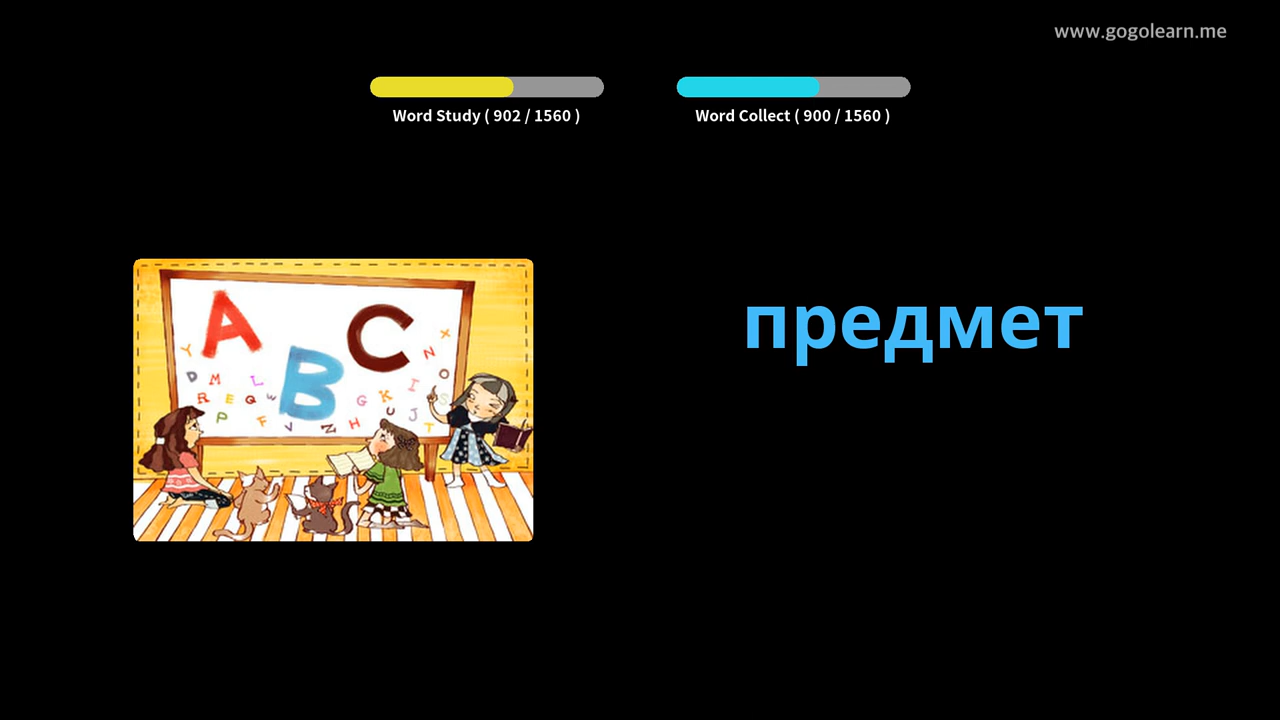 www.gogolearn.me
Word Study ( 902 / 1560 )
Word Collect ( 900 / 1560 )
предмет
A
B
C
X
Y
N
D M L
O
I
R E Q W
G K
S
P
F
U J
V Z H
T